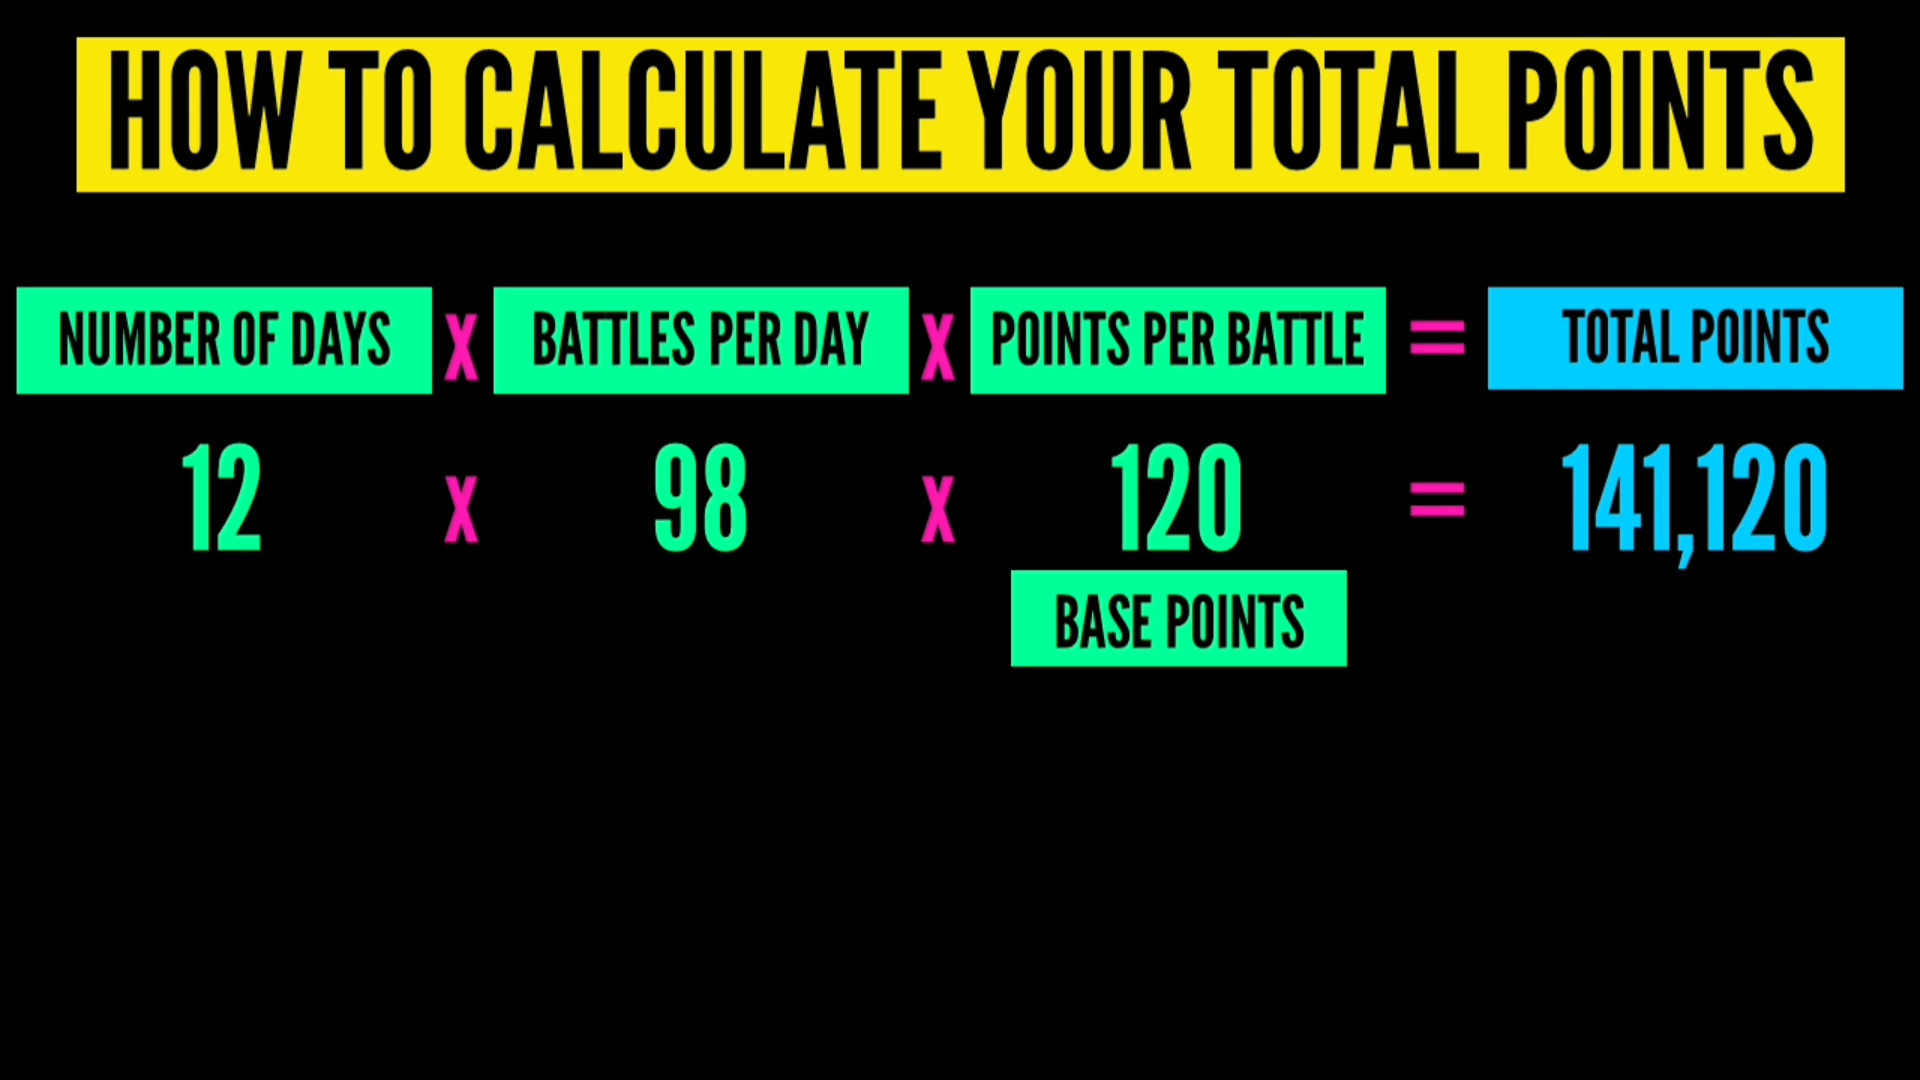 HOW TO CALCULATE YOUR TOTAL POINTS
NUMBER OF DAYS X BATTLES PER DAY X POINTS PER BATTLE = TOTAL POINTS
12 X 98 X 120 = 141,120
BASE POINTS